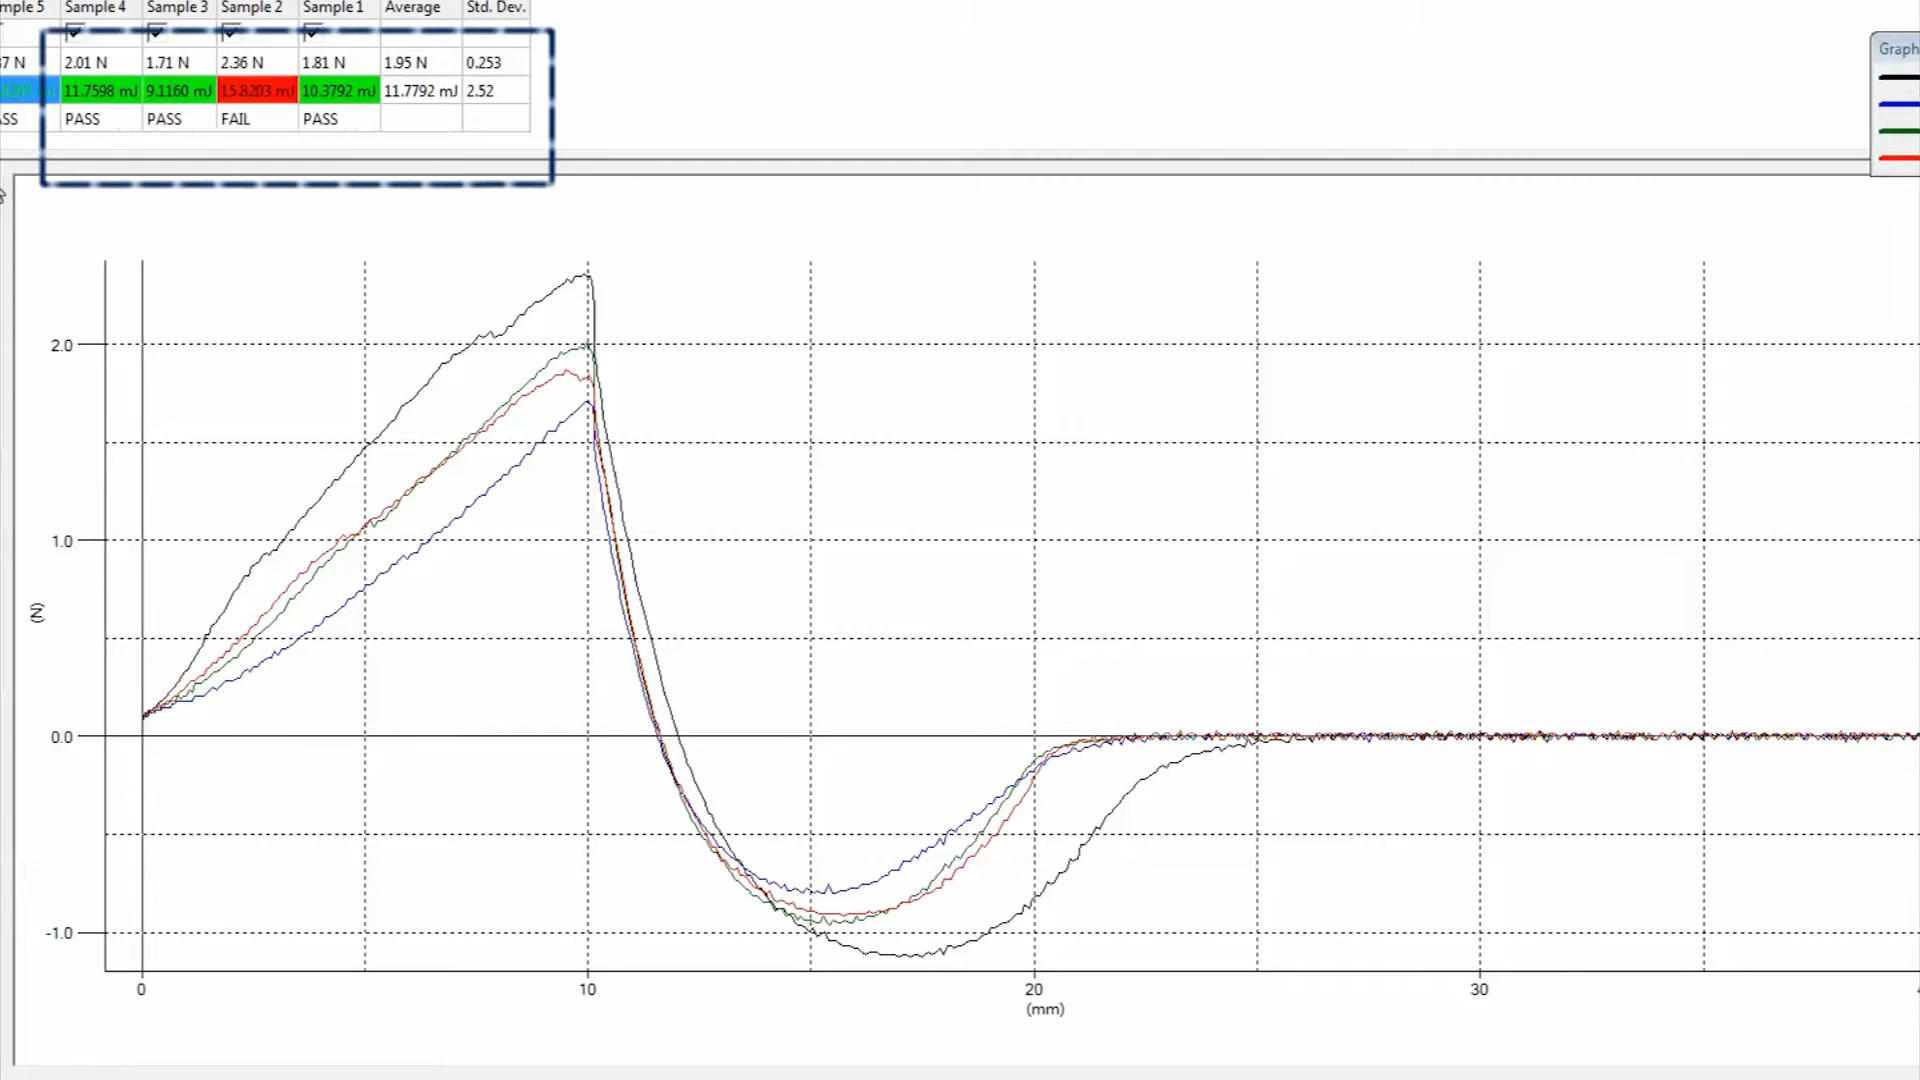 mple 5 Sample 4 Sample 3 Sample 2 Sample 1 Average Std. Dev.
37 N 2.01 N 1.71 N 2.36 N 1.81 N 1.95 N 0.253
11.7598 mJ 9.1160 mJ 15.8203 mJ 10.3792 mJ 11.7792 mJ 2.52
ASS PASS PASS FAIL PASS
Graph
2.0
1.0
(N)
0.0
-1.0
0 10 20 30
(mm)